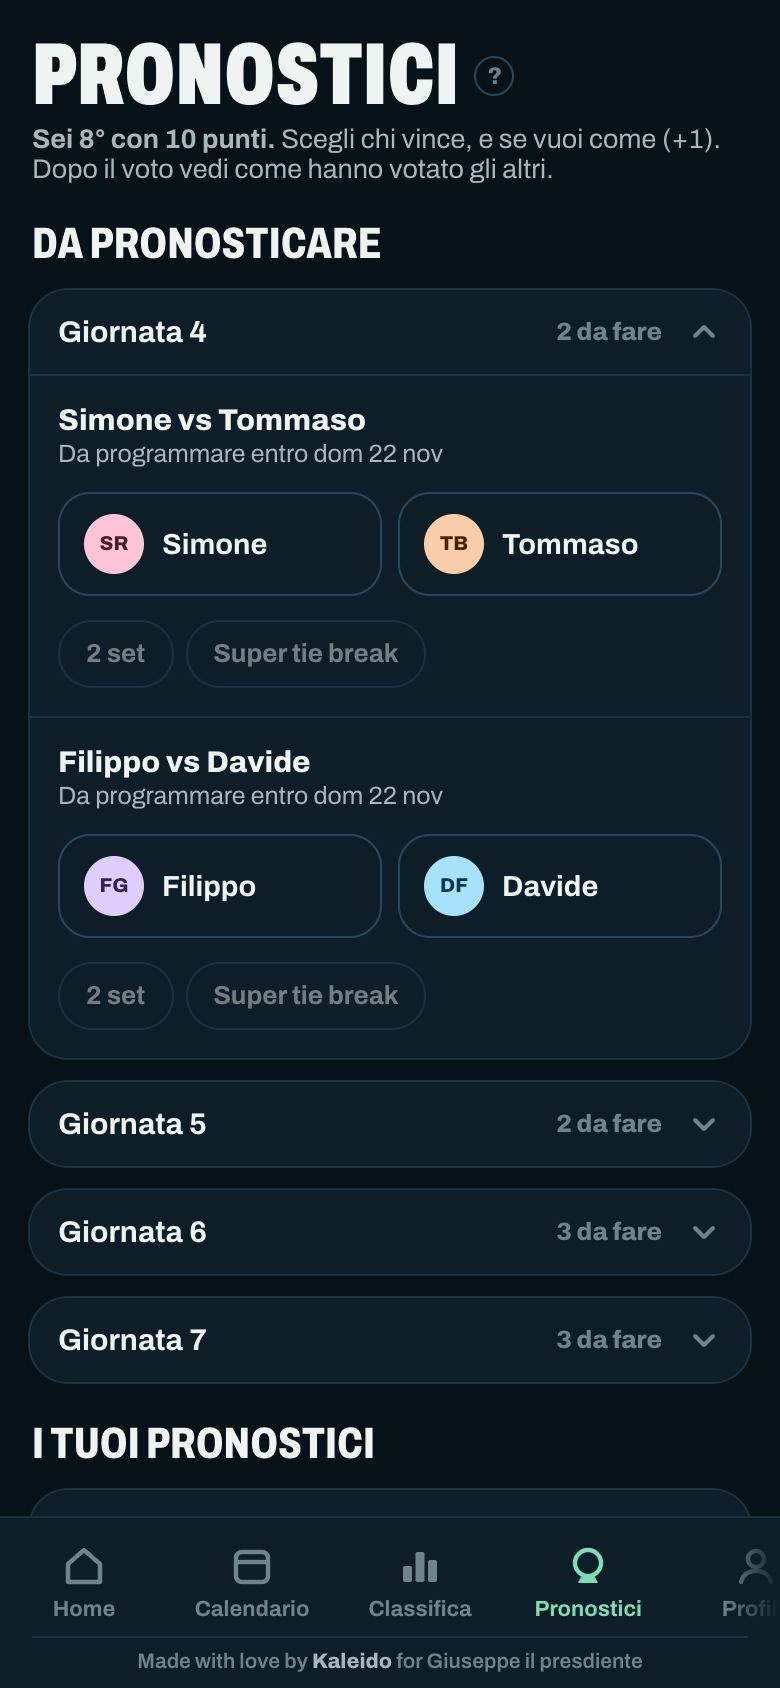 PRONOSTICI ?
Sei 8° con 10 punti. Scegli chi vince, e se vuoi come (+1).
Dopo il voto vedi come hanno votato gli altri.
DA PRONOSTICARE
Giornata 4 2 da fare
Simone vs Tommaso
Da programmare entro dom 22 nov
SR Simone TB Tommaso
2 set Super tie break
Filippo vs Davide
Da programmare entro dom 22 nov
FG Filippo DF Davide
2 set Super tie break
Giornata 5 2 da fare
Giornata 6 3 da fare
Giornata 7 3 da fare
I TUOI PRONOSTICI
Home Calendario Classifica Pronostici
Made with love by Kaleido for Giuseppe il presdiente